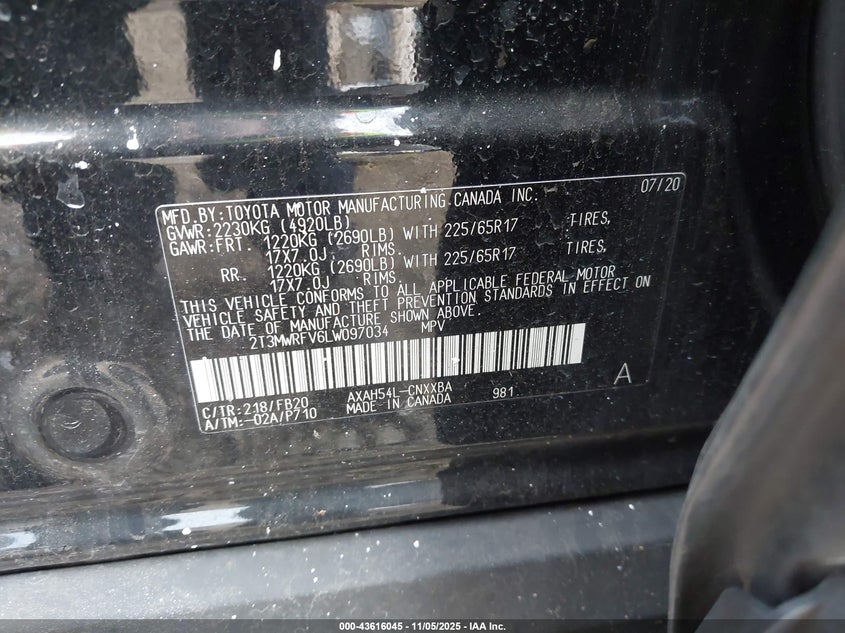 MFD.BY:TOYOTA MOTOR MANUFACTURING CANADA INC. 07/20
GVWR:2230KG (4920LB)
GAWR:FRT. 1220KG (2690LB) WITH 225/65R17 TIRES,
17X7.0J RIMS
RR. 1220KG (2690LB) WITH 225/65R17 TIRES,
17X7.0J RIMS
THIS VEHICLE CONFORMS TO ALL APPLICABLE FEDERAL MOTOR
VEHICLE SAFETY AND THEFT PREVENTION STANDARDS IN EFFECT ON
THE DATE OF MANUFACTURE SHOWN ABOVE.
2T3MWRFV6LW097034 MPV
C/TR:218/FB20 AXAH54L-CNXXBA 981 A
A/TM:-02A/P710 MADE IN CANADA
000-43616045 - 11/05/2025 - IAA Inc.